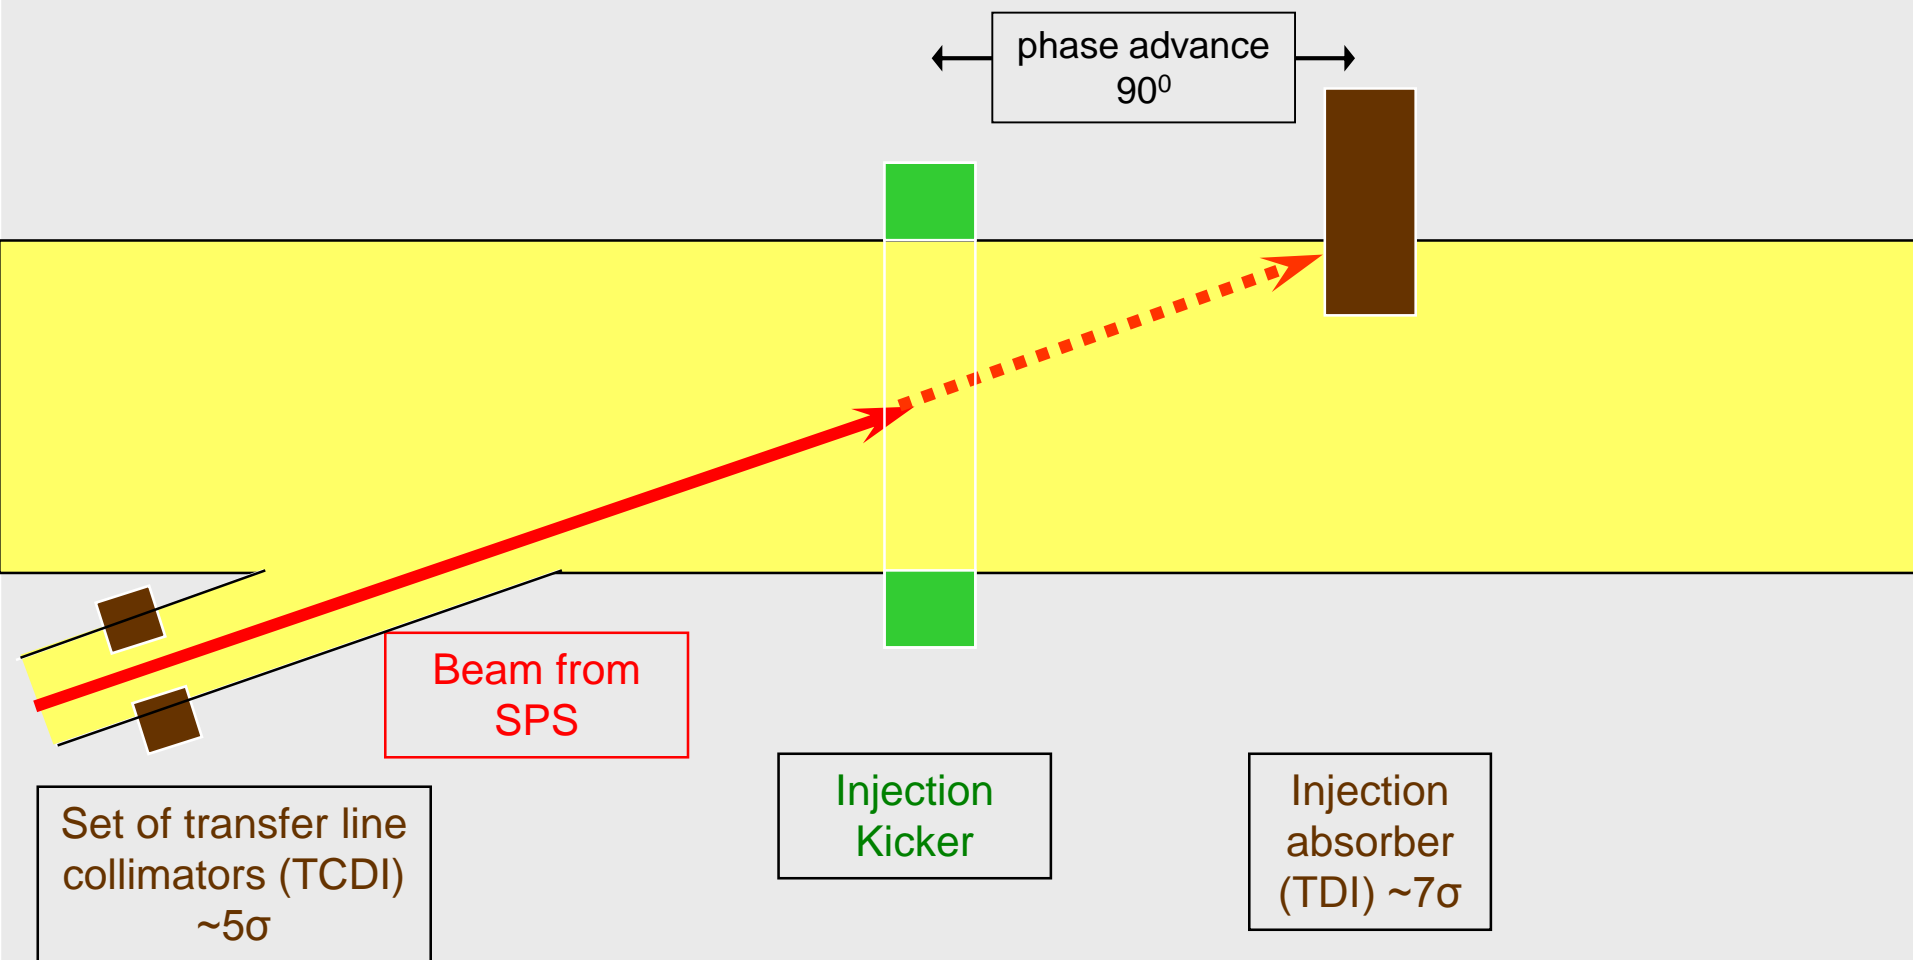 phase advance
90⁰
Beam from
SPS
Injection
Kicker
Injection
absorber
(TDI) ~7σ
Set of transfer line
collimators (TCDI)
~5σ